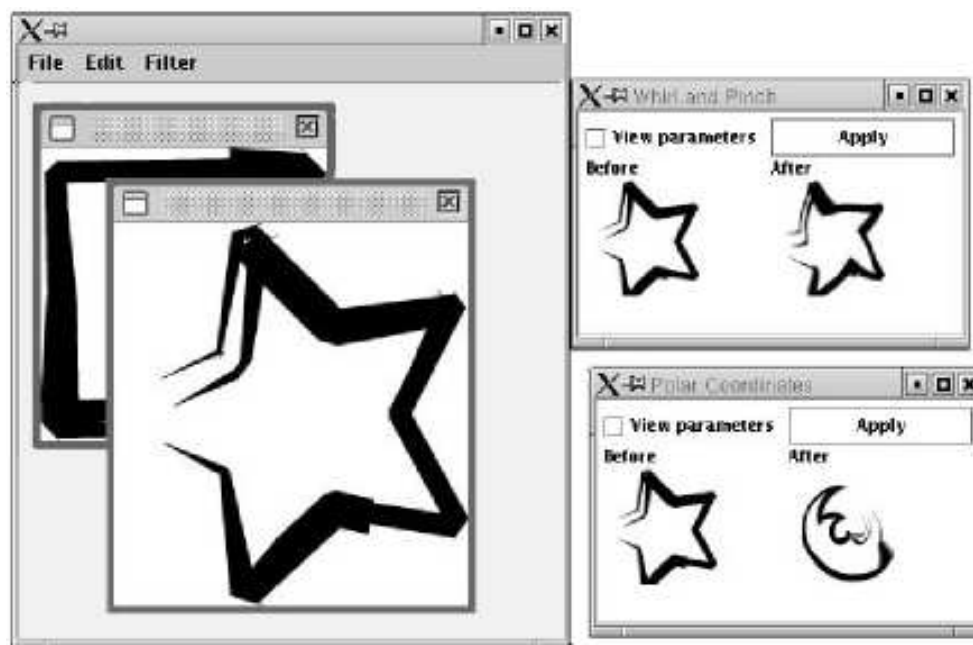 File Edit Filter
Whirl and Pinch
View parameters Apply
Before After
Polar Coordinates
View parameters Apply
Before After